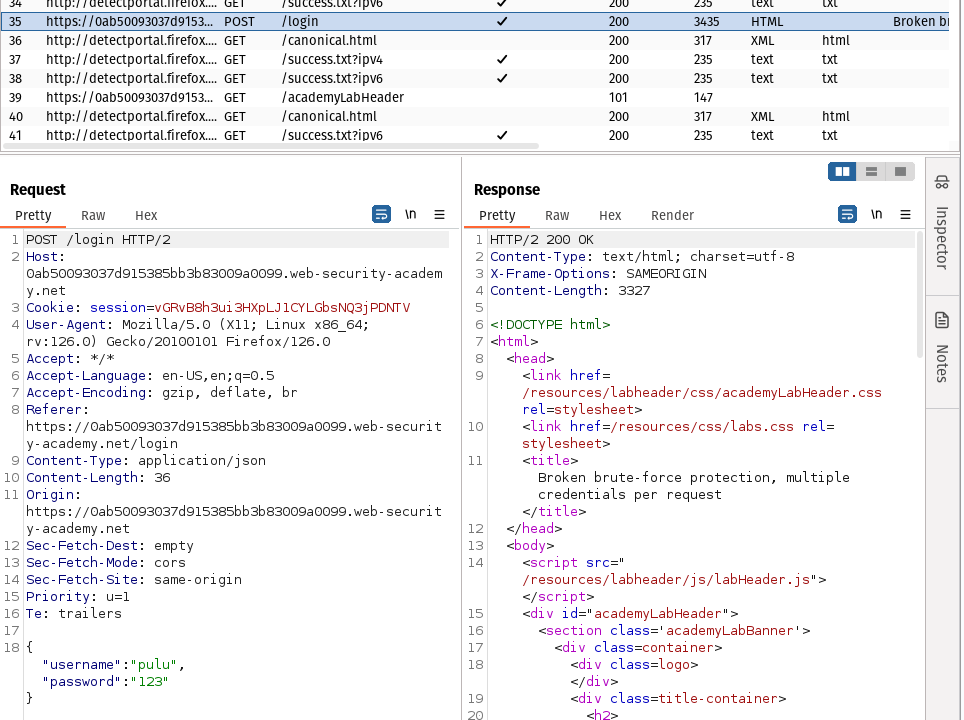 34 http://detectportal.firefox.... GET /success.txt?ipv6 ✓ 200 235 text txt
35 https://0ab50093037d9153... POST /login ✓ 200 3435 HTML Broken br
36 http://detectportal.firefox.... GET /canonical.html 200 317 XML html
37 http://detectportal.firefox.... GET /success.txt?ipv4 ✓ 200 235 text txt
38 http://detectportal.firefox.... GET /success.txt?ipv6 ✓ 200 235 text txt
39 https://0ab50093037d9153... GET /academyLabHeader 101 147
40 http://detectportal.firefox.... GET /canonical.html 200 317 XML html
41 http://detectportal.firefox.... GET /success.txt?ipv6 ✓ 200 235 text txt
Request
Pretty Raw Hex \n
1 POST /login HTTP/2
2 Host:
0ab50093037d915385bb3b83009a0099.web-security-academ
y.net
3 Cookie: session=vGRvB8h3ui3HXpLJ1CYLGbsNQ3jPDNTV
4 User-Agent: Mozilla/5.0 (X11; Linux x86_64;
rv:126.0) Gecko/20100101 Firefox/126.0
5 Accept: */*
6 Accept-Language: en-US,en;q=0.5
7 Accept-Encoding: gzip, deflate, br
8 Referer:
https://0ab50093037d915385bb3b83009a0099.web-securit
y-academy.net/login
9 Content-Type: application/json
10 Content-Length: 36
11 Origin:
https://0ab50093037d915385bb3b83009a0099.web-securit
y-academy.net
12 Sec-Fetch-Dest: empty
13 Sec-Fetch-Mode: cors
14 Sec-Fetch-Site: same-origin
15 Priority: u=1
16 Te: trailers
17
18 {
"username":"pulu",
"password":"123"
}
Response
Pretty Raw Hex Render \n
1 HTTP/2 200 OK
2 Content-Type: text/html; charset=utf-8
3 X-Frame-Options: SAMEORIGIN
4 Content-Length: 3327
5
6 <!DOCTYPE html>
7 <html>
8 <head>
9 <link href=
/resources/labheader/css/academyLabHeader.css
rel=stylesheet>
10 <link href=/resources/css/labs.css rel=
stylesheet>
11 <title>
Broken brute-force protection, multiple
credentials per request
</title>
12 </head>
13 <body>
14 <script src="
/resources/labheader/js/labHeader.js">
</script>
15 <div id="academyLabHeader">
16 <section class='academyLabBanner'>
17 <div class=container>
18 <div class=logo>
</div>
19 <div class=title-container>
20 <h2>
Inspector
Notes